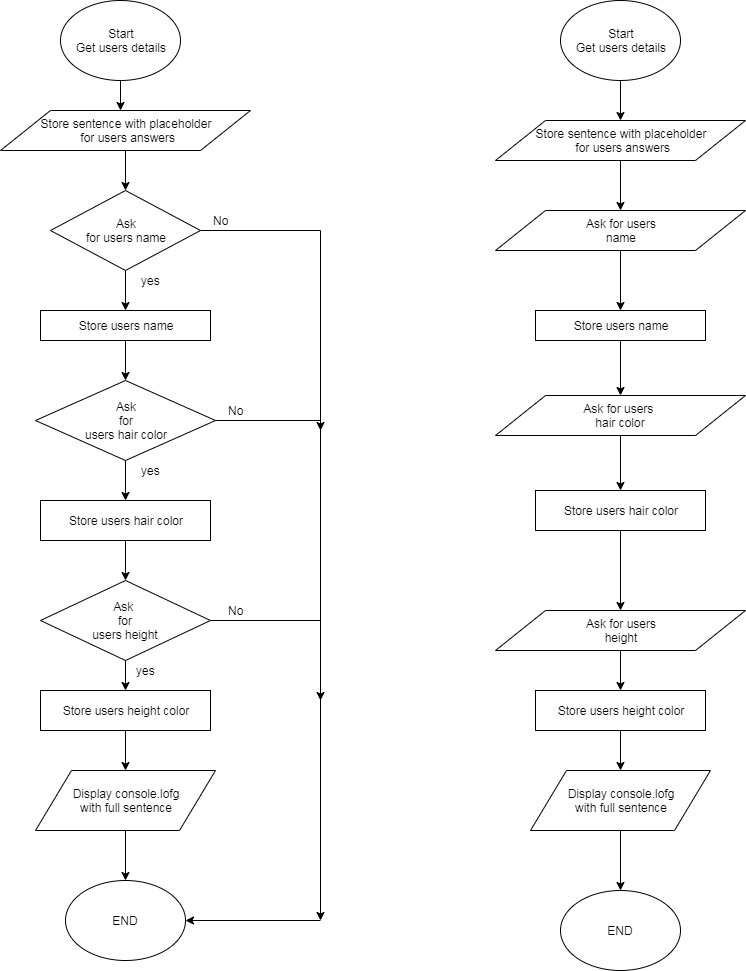 Start
Get users details
Store sentence with placeholder
for users answers
Ask
for users name
No
yes
Store users name
Ask
for
users hair color
No
yes
Store users hair color
Ask
for
users height
No
yes
Store users height color
Display console.lofg
with full sentence
END
Start
Get users details
Store sentence with placeholder
for users answers
Ask for users
name
Store users name
Ask for users
hair color
Store users hair color
Ask for users
height
Store users height color
Display console.lofg
with full sentence
END